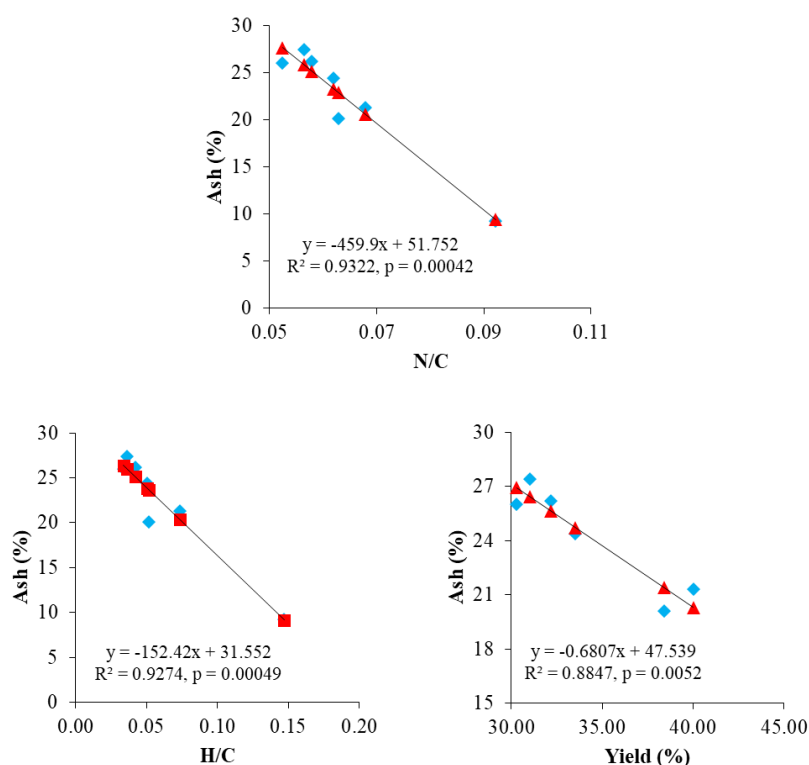 30
25
20
15
10
5
0
Ash (%)
y = -459.9x + 51.752
R² = 0.9322, p = 0.00042
0.05 0.07 0.09 0.11
N/C
30
25
20
15
10
5
0
Ash (%)
y = -152.42x + 31.552
R² = 0.9274, p = 0.00049
0.00 0.05 0.10 0.15 0.20
H/C
30
27
24
21
18
15
Ash (%)
y = -0.6807x + 47.539
R² = 0.8847, p = 0.0052
30.00 35.00 40.00 45.00
Yield (%)